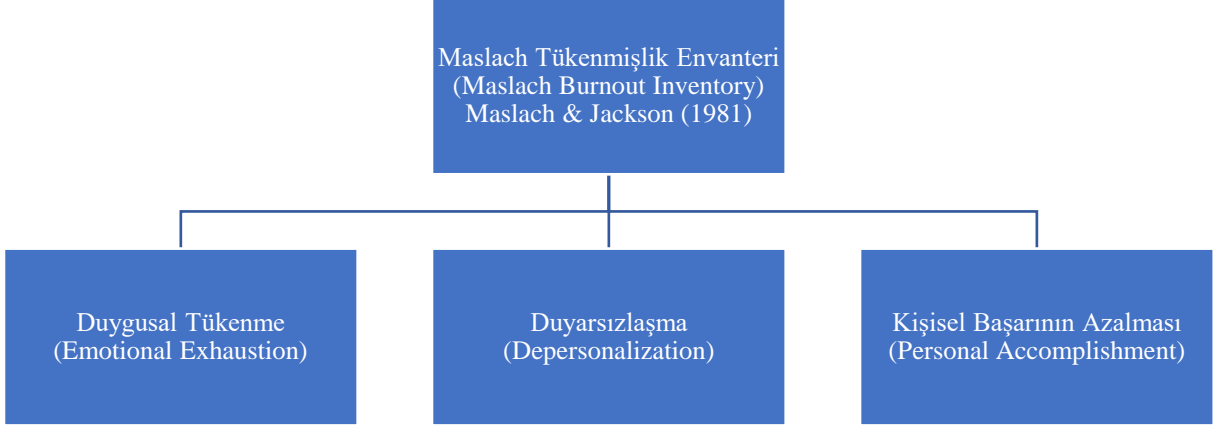 Maslach Tükenmişlik Envanteri
(Maslach Burnout Inventory)
Maslach & Jackson (1981)
Duygusal Tükenme
(Emotional Exhaustion)
Duyarsızlaşma
(Depersonalization)
Kişisel Başarının Azalması
(Personal Accomplishment)